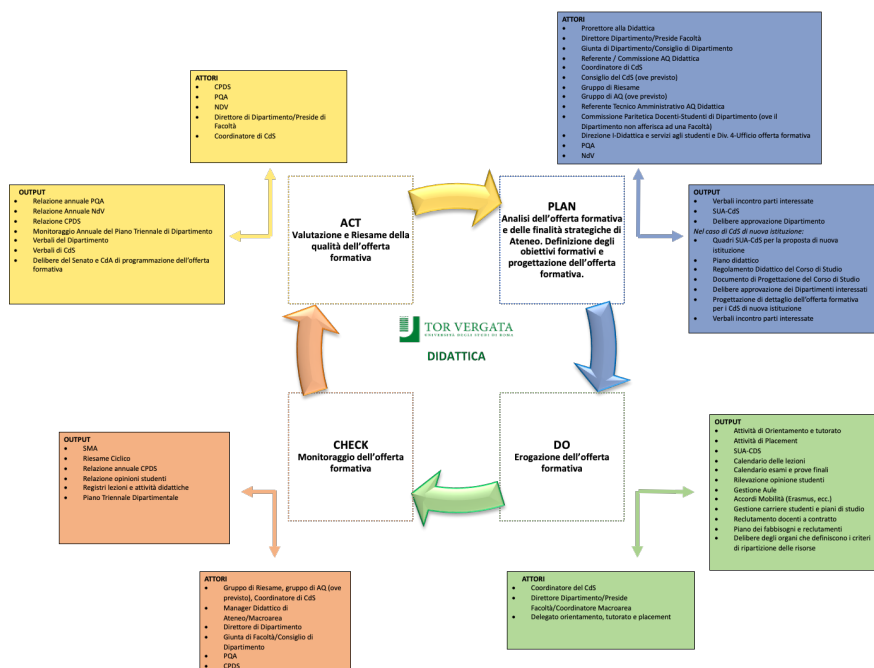 ATTORI
• Prorettore alla Didattica
• Direttore Dipartimento/Preside Facoltà
• Giunta di Dipartimento/Consiglio di Dipartimento
• Referente / Commissione AQ Didattica
• Coordinatore di CdS
• Consiglio del CdS (ove previsto)
• Gruppo di Riesame
• Gruppo di AQ (ove previsto)
• Referente Tecnico Amministrativo AQ Didattica
• Commissione Paritetica Docenti-Studenti di Dipartimento (ove il
Dipartimento non afferisca ad una Facoltà)
• Direzione I-Didattica e servizi agli studenti e Div. 4-Ufficio offerta formativa
• PQA
• NdV
ATTORI
• CPDS
• PQA
• NDV
• Direttore di Dipartimento/Preside di
Facoltà
• Coordinatore di CdS
OUTPUT
• Relazione annuale PQA
• Relazione Annuale NdV
• Relazione CPDS
• Monitoraggio Annuale del Piano Triennale di Dipartimento
• Verbali del Dipartimento
• Verbali di CdS
• Delibere del Senato e CdA di programmazione dell'offerta
formativa
ACT
Valutazione e Riesame della
qualità dell'offerta
formativa
PLAN
Analisi dell'offerta formativa
e delle finalità strategiche di
Ateneo. Definizione degli
obiettivi formativi e
progettazione dell'offerta
formativa.
OUTPUT
• Verbali incontro parti interessate
• SUA-CdS
• Delibere approvazione Dipartimento
Nel caso di CdS di nuova istituzione:
• Quadri SUA-CdS per la proposta di nuova
istituzione
• Piano didattico
• Regolamento Didattico del Corso di Studio
• Documento di Progettazione del Corso di Studio
• Delibere approvazione dei Dipartimenti interessati
• Progettazione di dettaglio dell'offerta formativa
per i CdS di nuova istituzione
• Verbali incontro parti interessate
TOR VERGATA
UNIVERSITÀ DEGLI STUDI DI ROMA
DIDATTICA
CHECK
Monitoraggio dell'offerta
formativa
DO
Erogazione dell'offerta
formativa
OUTPUT
• SMA
• Riesame Ciclico
• Relazione annuale CPDS
• Relazione opinioni studenti
• Registri lezioni e attività didattiche
• Piano Triennale Dipartimentale
OUTPUT
• Attività di Orientamento e tutorato
• Attività di Placement
• SUA-CDS
• Calendario delle lezioni
• Calendario esami e prove finali
• Rilevazione opinione studenti
• Gestione Aule
• Accordi Mobilità (Erasmus, ecc.)
• Gestione carriere studenti e piani di studio
• Reclutamento docenti a contratto
• Piano dei fabbisogni e reclutamenti
• Delibere degli organi che definiscono i criteri
di ripartizione delle risorse
ATTORI
• Gruppo di Riesame, gruppo di AQ (ove
previsto), Coordinatore di CdS
• Manager Didattico di
Ateneo/Macroarea
• Direttore di Dipartimento
• Giunta di Facoltà/Consiglio di
Dipartimento
• PQA
• CPDS
ATTORI
• Coordinatore del CdS
• Direttore Dipartimento/Preside
Facoltà/Coordinatore Macroarea
• Delegato orientamento, tutorato e placement